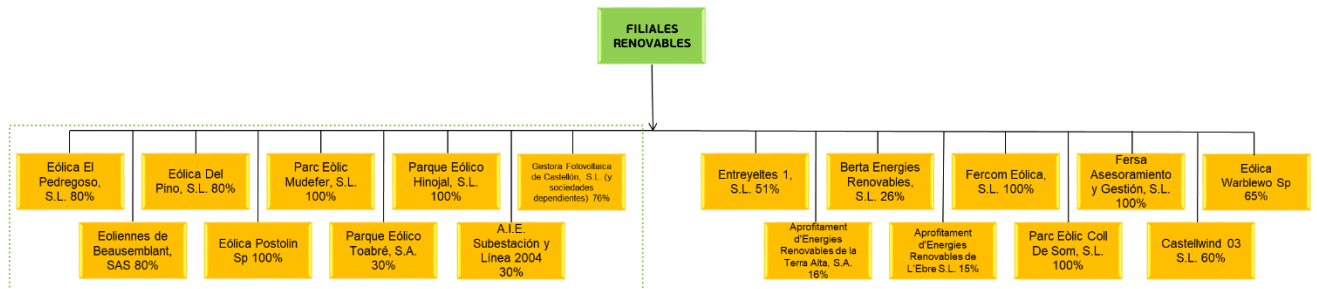 FILIALES
RENOVABLES
Eólica El
Pedregoso,
S.L. 80%
Eólica Del
Pino, S.L. 80%
Parc Eòlic
Mudefer, S.L.
100%
Parque Eólico
Hinojal, S.L.
100%
Gestora Fotovoltaica
de Castellón, S.L. (y
sociedades
dependientes) 76%
Entreyeltes 1,
S.L. 51%
Berta Energies
Renovables,
S.L. 26%
Fercom Eólica,
S.L. 100%
Fersa
Asesoramiento
y Gestión, S.L.
100%
Eólica
Warblewo Sp
65%
Eoliennes de
Beausemblant,
SAS 80%
Eólica Postolin
Sp 100%
Parque Eólico
Toabré, S.A.
30%
A.I.E.
Subestación y
Línea 2004
30%
Aprofitament
d'Energies
Renovables de la
Terra Alta, S.A.
16%
Aprofitament
d'Energies
Renovables de
L'Ebre S.L. 15%
Parc Eòlic Coll
De Som, S.L.
100%
Castellwind 03
S.L. 60%